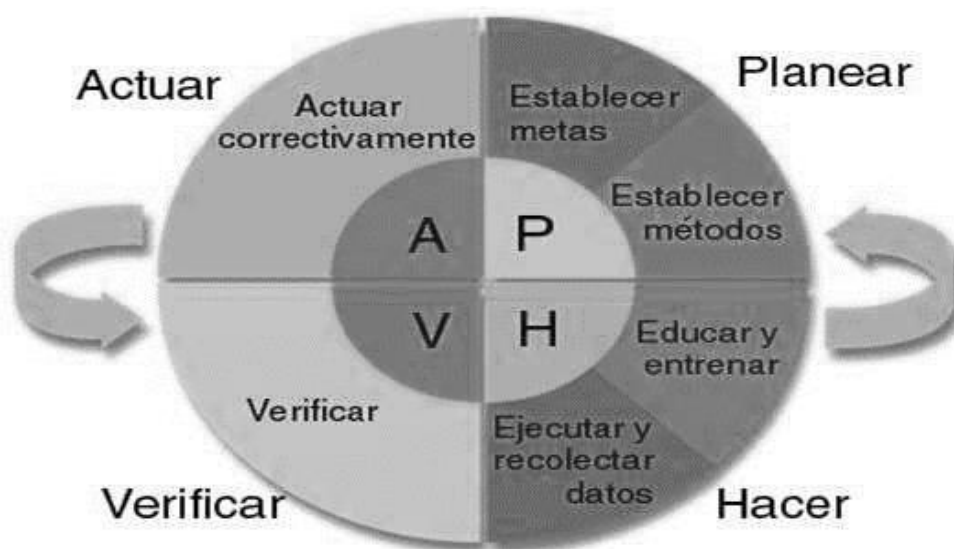 Actuar
Planear
Actuar
correctivamente
Establecer
metas
Establecer
métodos
A
P
V
H
Educar y
entrenar
Verificar
Ejecutar y
recolectar
datos
Verificar
Hacer